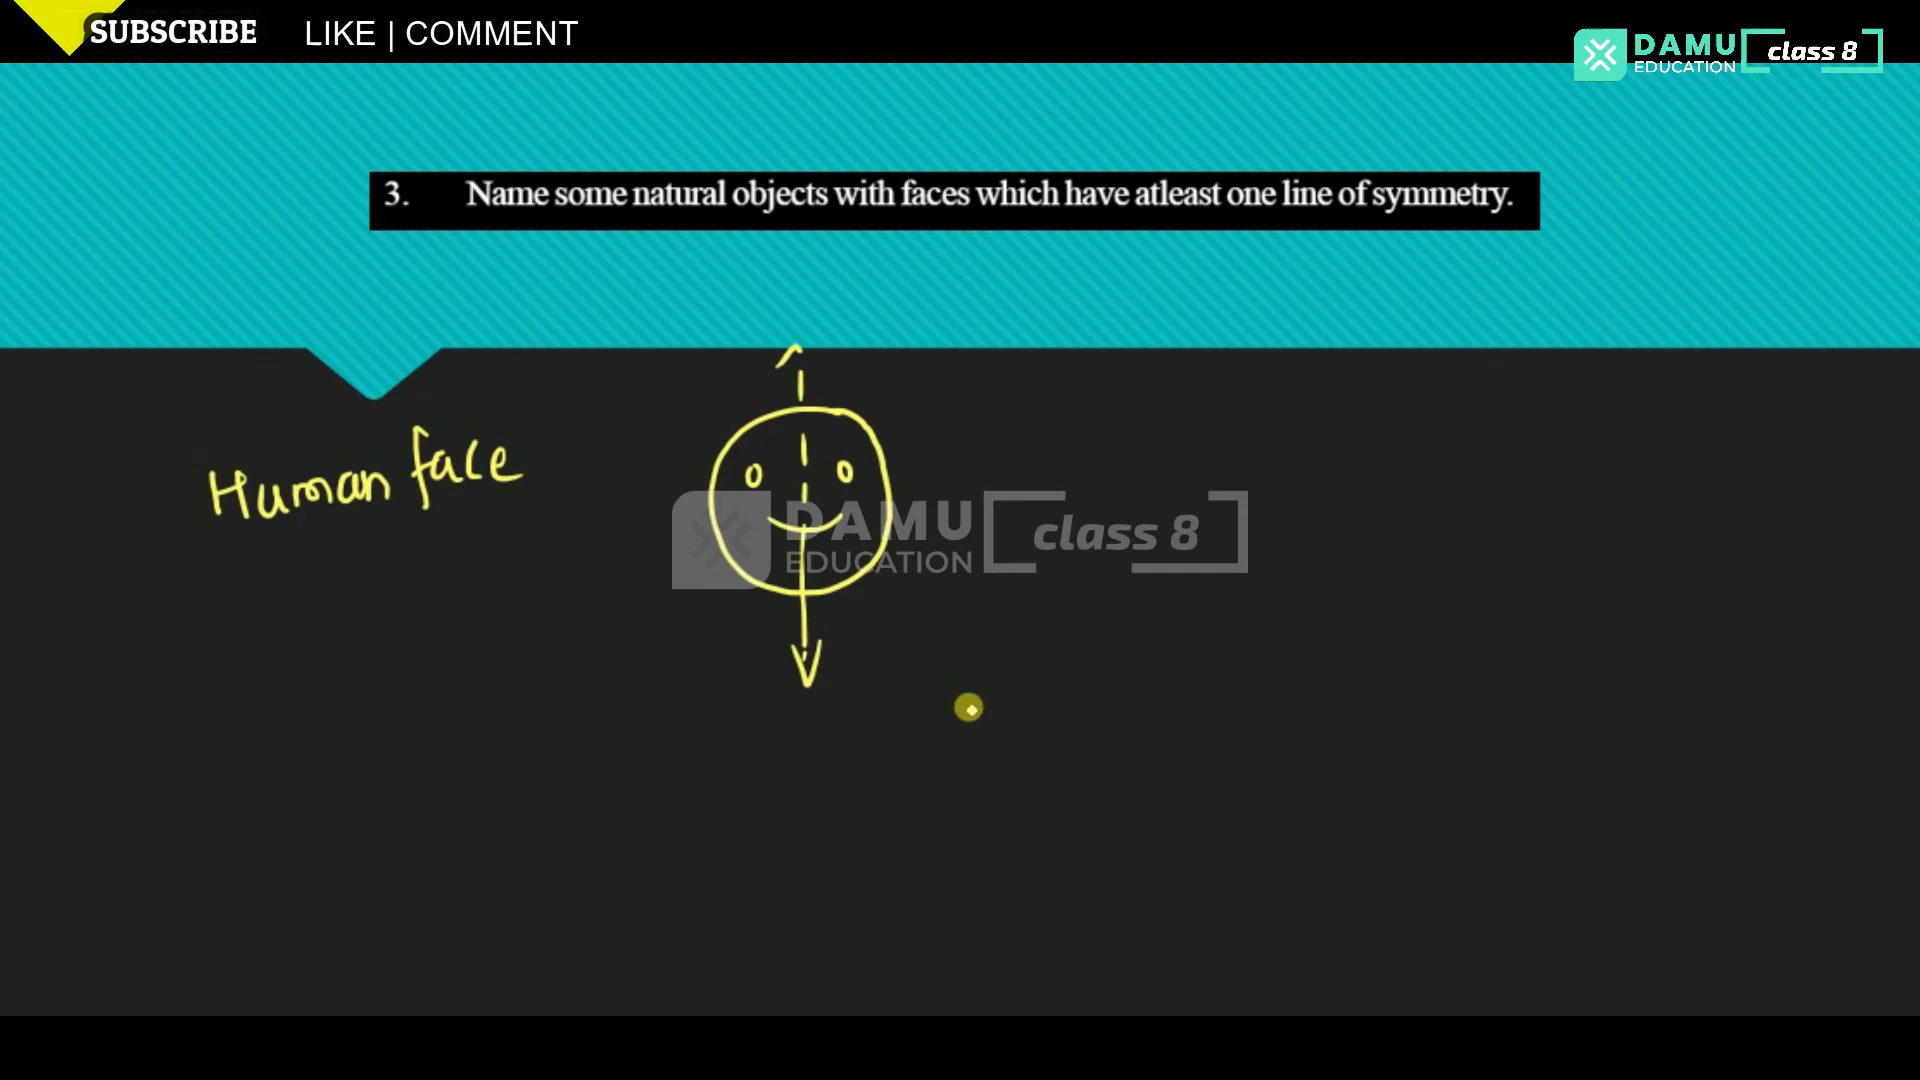 SUBSCRIBE LIKE | COMMENT
DAMU EDUCATION class 8
3. Name some natural objects with faces which have atleast one line of symmetry.
Human face
DAMU EDUCATION class 8